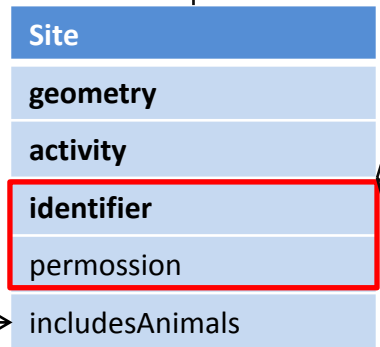 Site
geometry
activity
identifier
permossion
includesAnimals